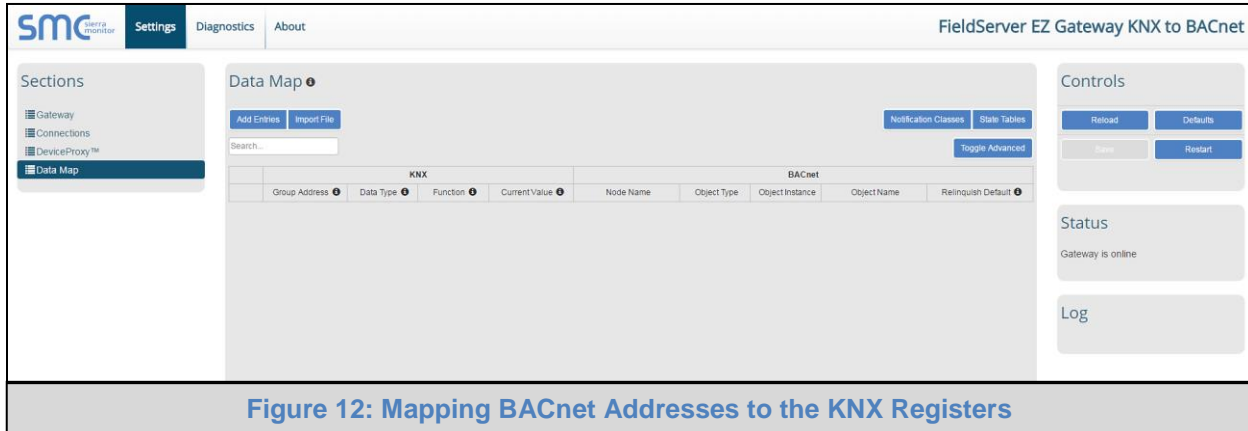 SMC sierra monitor
Settings
Diagnostics
About
FieldServer EZ Gateway KNX to BACnet
Sections
Gateway
Connections
DeviceProxy™
Data Map
Data Map
Add Entries
Import File
Notification Classes
State Tables
Search...
Toggle Advanced
KNX
BACnet
Group Address
Data Type
Function
Current Value
Node Name
Object Type
Object Instance
Object Name
Relinquish Default
Controls
Reload
Defaults
Save
Restart
Status
Gateway is online
Log
Figure 12: Mapping BACnet Addresses to the KNX Registers